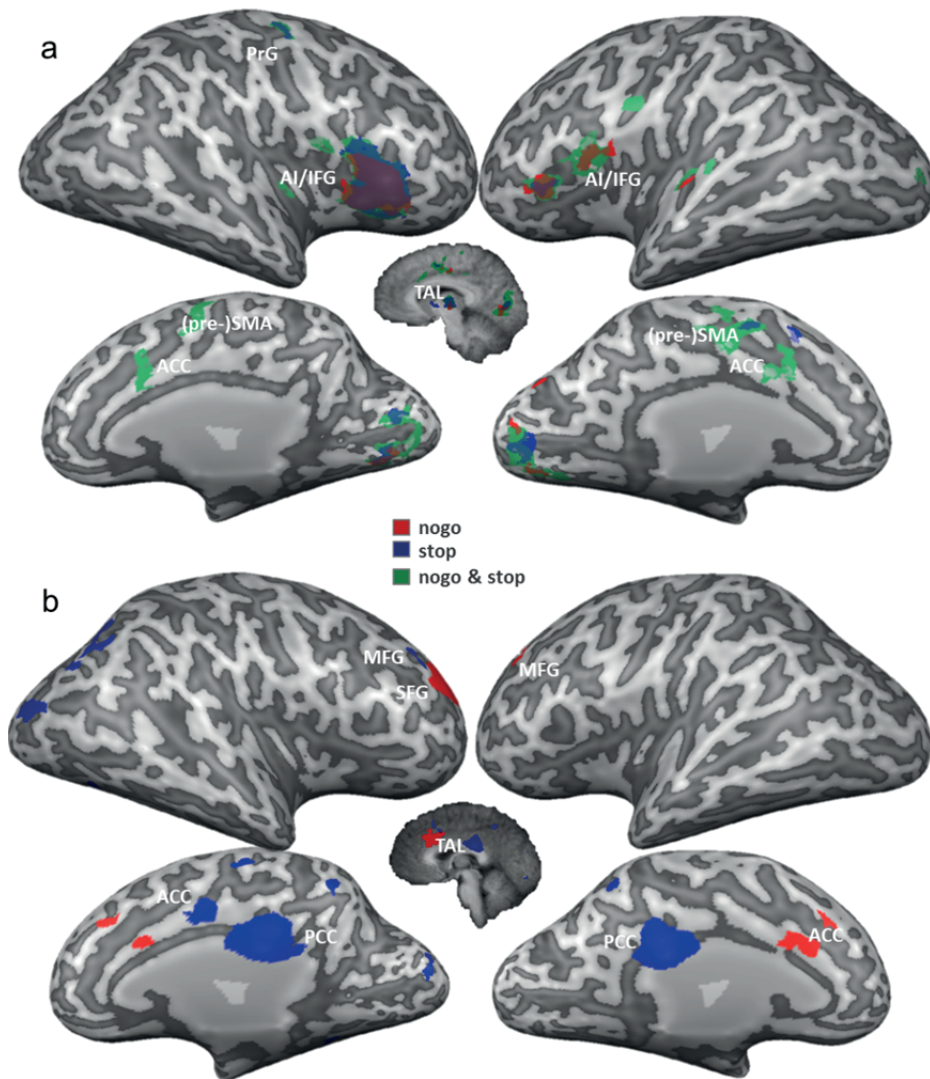 a
PrG
AI/IFG
AI/IFG
TAL
(pre-)SMA
ACC
(pre-)SMA
ACC
nogo
stop
nogo & stop
b
MFG
SFG
MFG
TAL
ACC
PCC
PCC
ACC